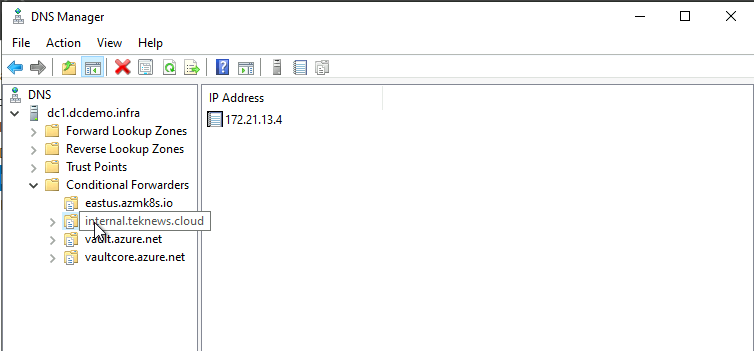 DNS Manager
File Action View Help
DNS
dc1.dcdemo.infra
Forward Lookup Zones
Reverse Lookup Zones
Trust Points
Conditional Forwarders
eastus.azmk8s.io
internal.teknews.cloud
vault.azure.net
vaultcore.azure.net
IP Address
172.21.13.4